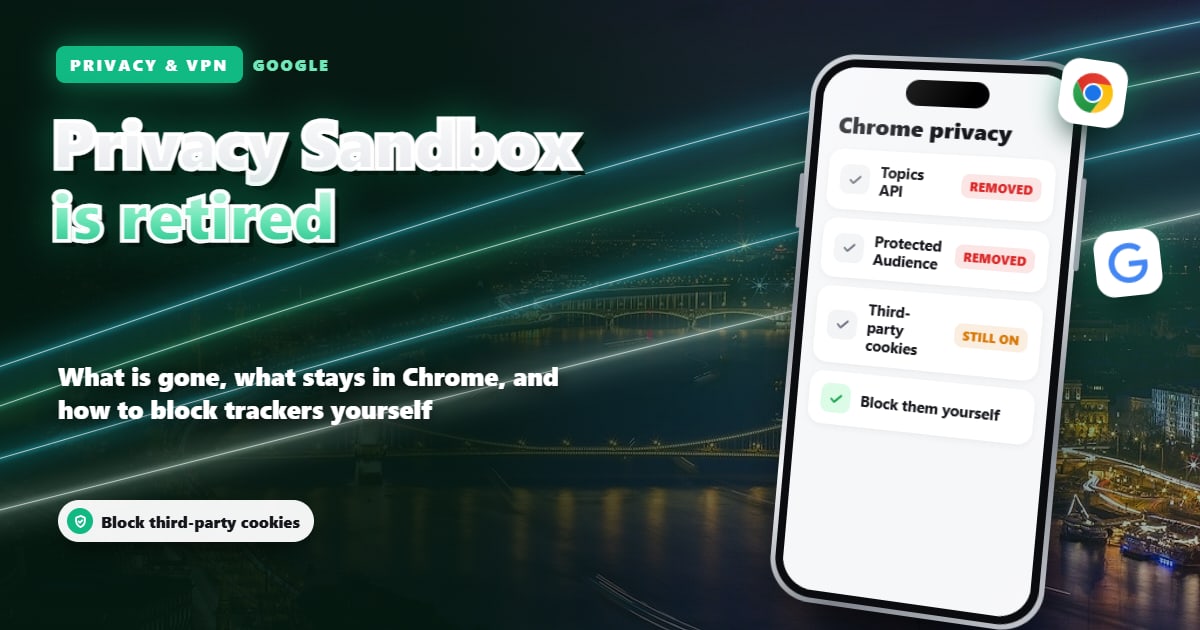 PRIVACY & VPN GOOGLE
Privacy Sandbox
is retired
What is gone, what stays in Chrome, and
how to block trackers yourself
Block third-party cookies
Chrome privacy
Topics
API
REMOVED
Protected
Audience
REMOVED
Third-
party
cookies
STILL ON
Block them yourself